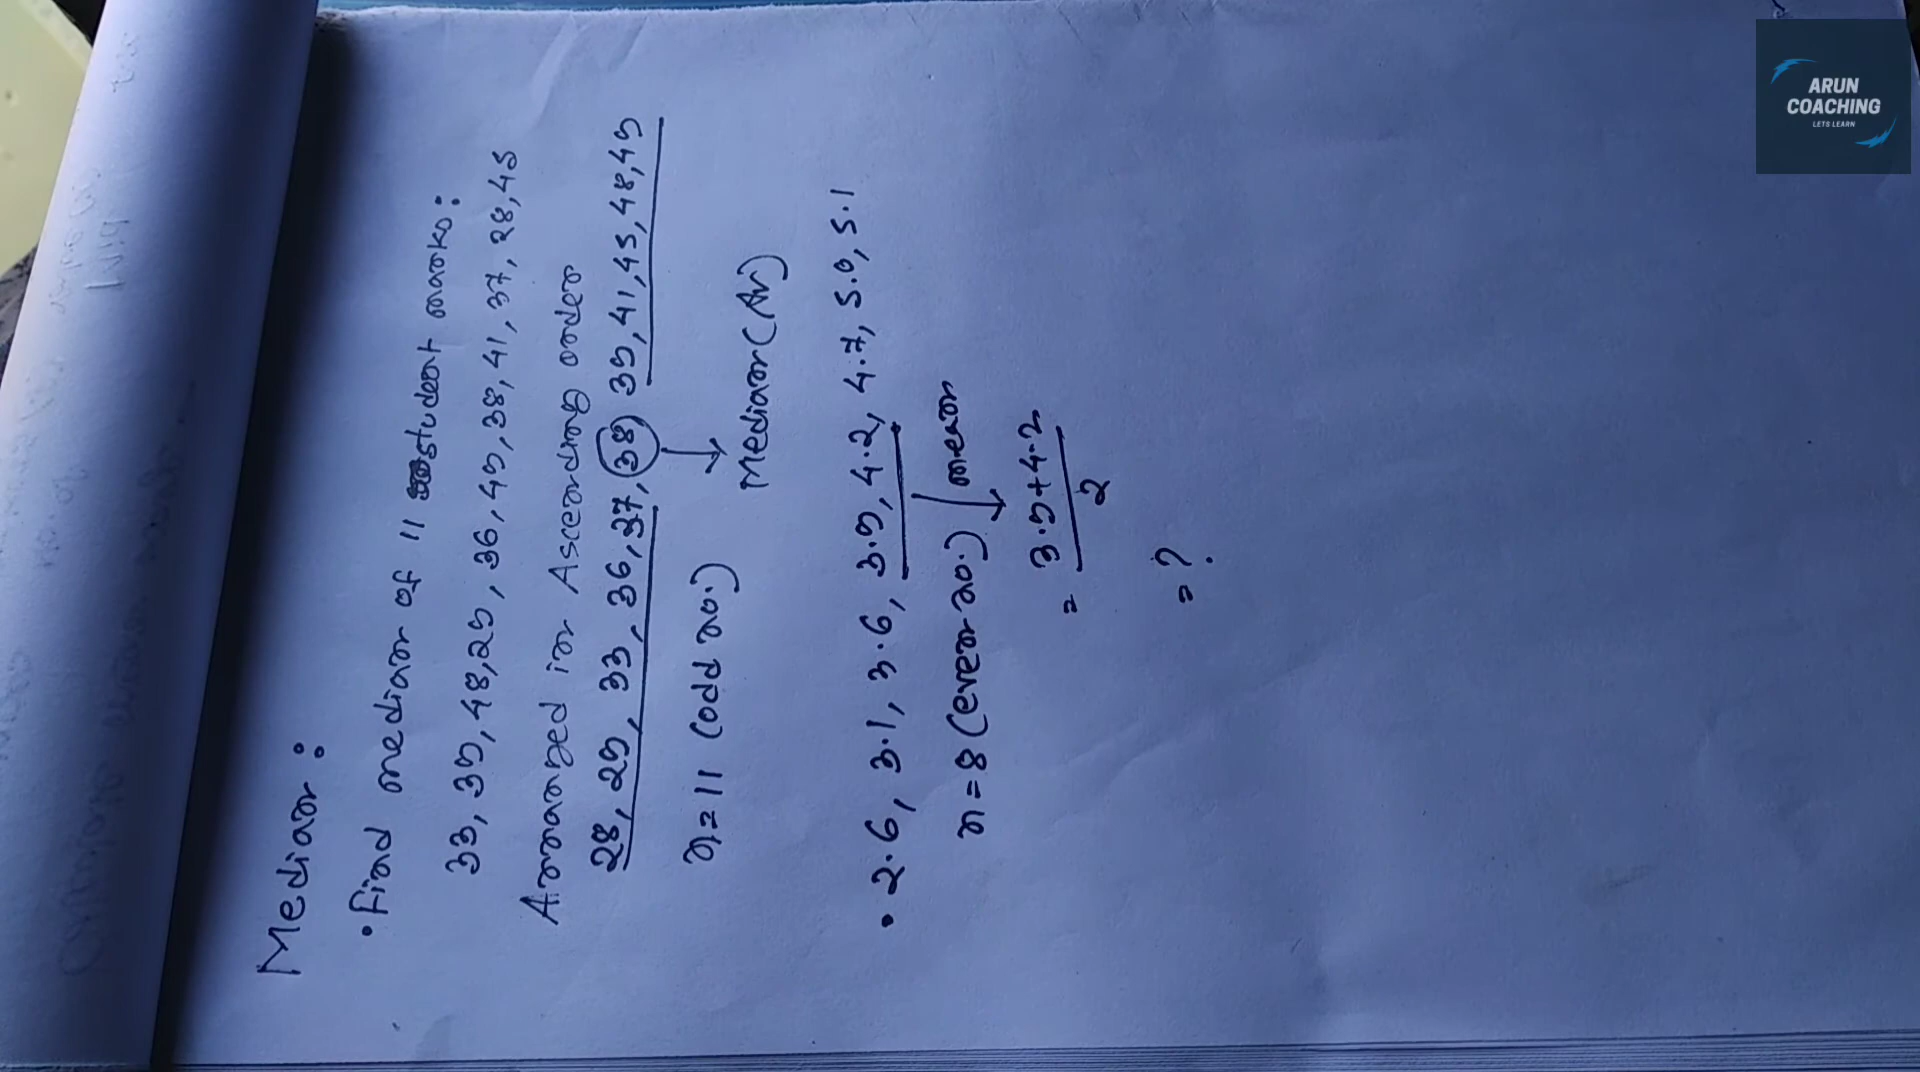 Median:
• Find median of 11 student marks:
33, 39, 48, 29, 36, 49, 38, 41, 37, 28, 45
Arranged in Ascending order
28, 29, 33, 36, 37, 38, 39, 41, 45, 48, 49
n=11 (odd no.)
Median (Ar)
• 2.6, 3.1, 3.6, 3.9, 4.2, 4.7, 5.0, 5.1
n=8 (even no.) mean
= 3.9+4.2
2
= ?
ARUN
COACHING
LETS LEARN